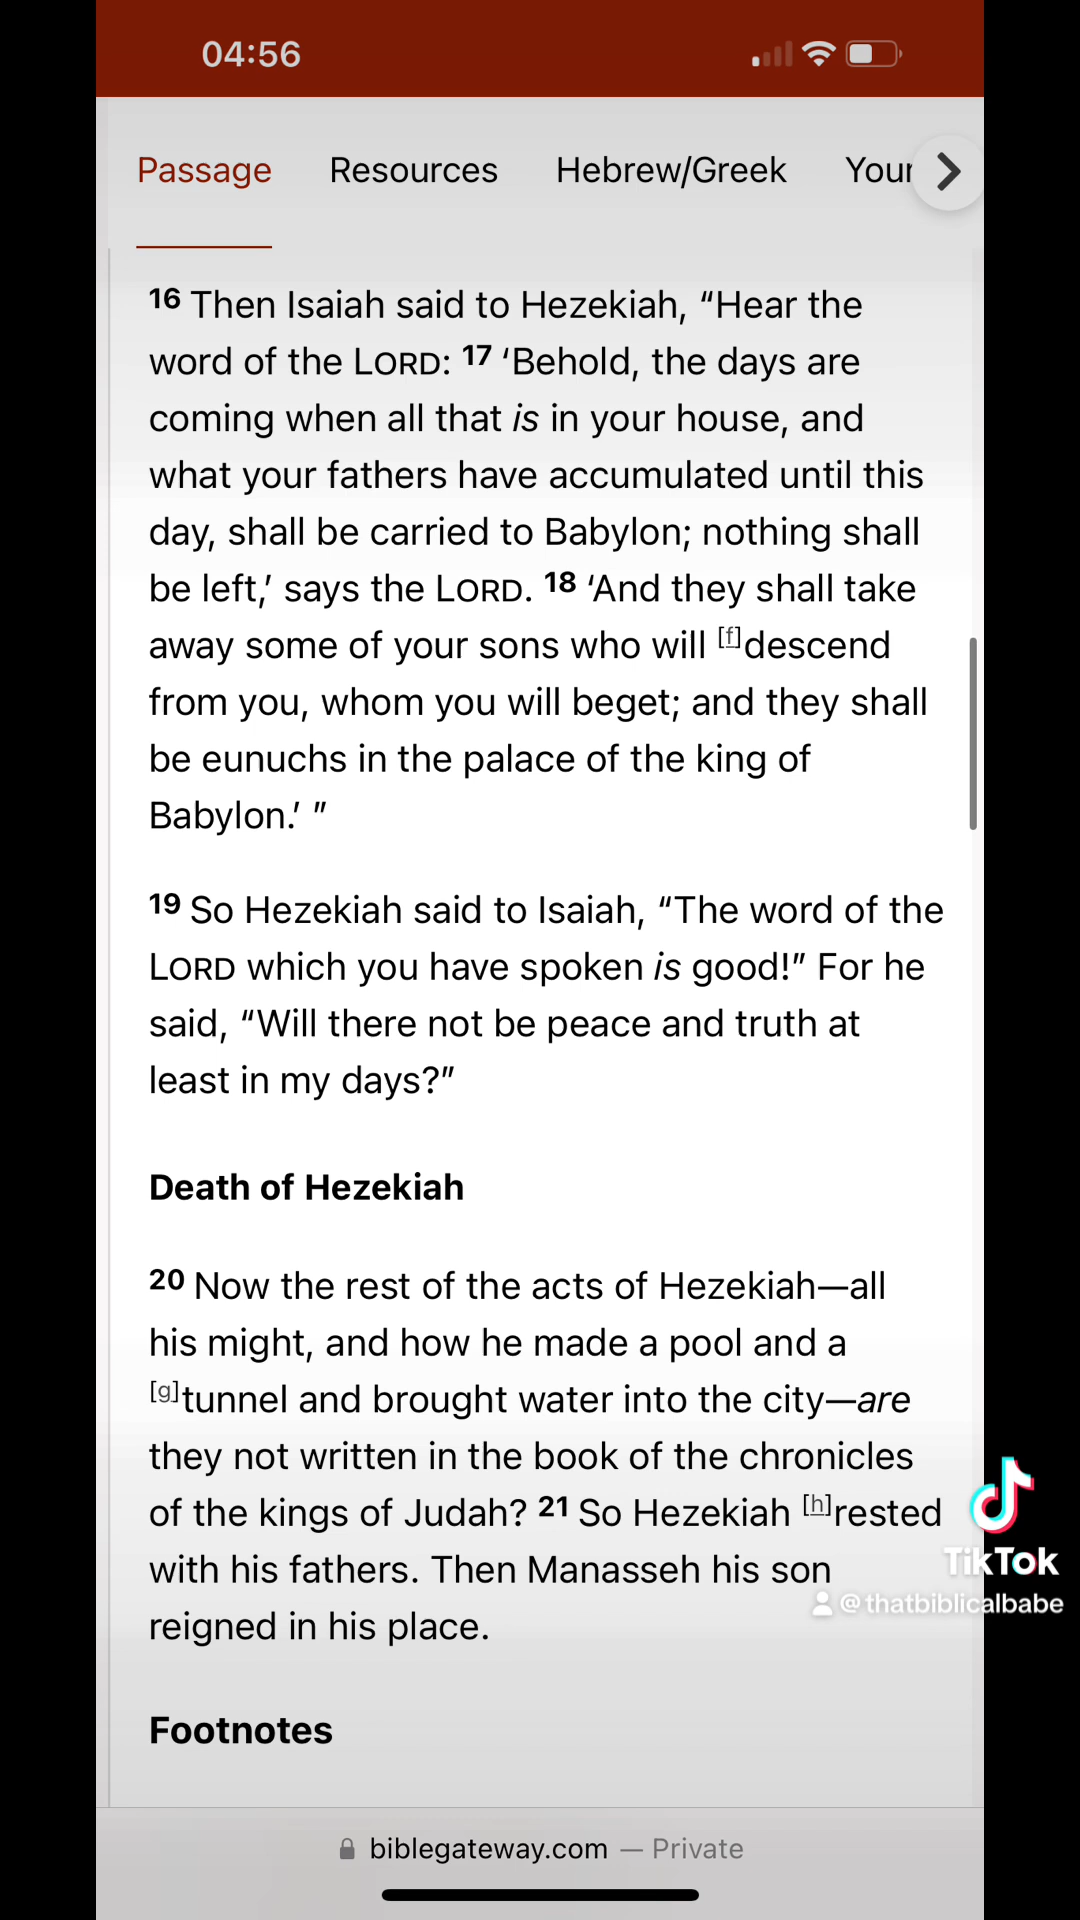 04:56
Passage Resources Hebrew/Greek Your
16 Then Isaiah said to Hezekiah, “Hear the
word of the LORD: 17 ‘Behold, the days are
coming when all that is in your house, and
what your fathers have accumulated until this
day, shall be carried to Babylon; nothing shall
be left,’ says the LORD. 18 ‘And they shall take
away some of your sons who will [f]descend
from you, whom you will beget; and they shall
be eunuchs in the palace of the king of
Babylon.’ ”
19 So Hezekiah said to Isaiah, “The word of the
LORD which you have spoken is good!” For he
said, “Will there not be peace and truth at
least in my days?”
Death of Hezekiah
20 Now the rest of the acts of Hezekiah—all
his might, and how he made a pool and a
[g]tunnel and brought water into the city—are
they not written in the book of the chronicles
of the kings of Judah? 21 So Hezekiah [h]rested
with his fathers. Then Manasseh his son
reigned in his place.
TikTok
@thatbiblicalbabe
Footnotes
biblegateway.com — Private